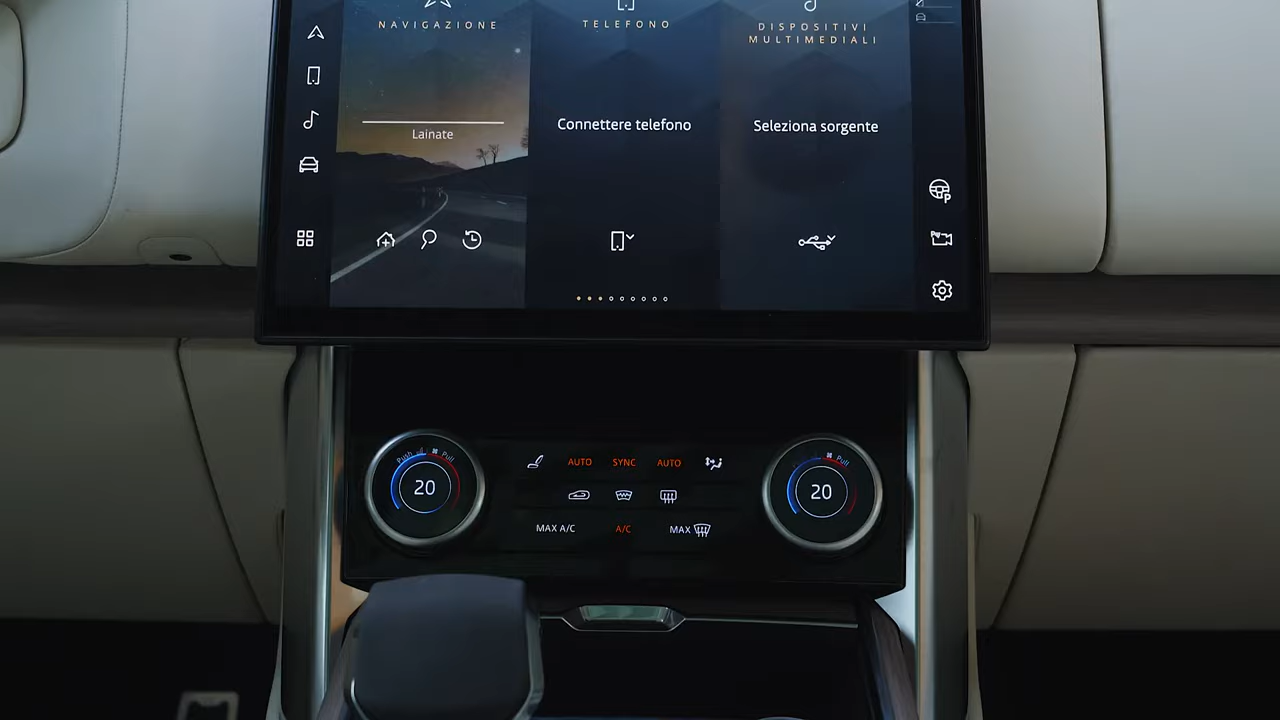 NAVIGAZIONE
TELEFONO
DISPOSITIVI
MULTIMEDIALI
Lainate
Connettere telefono
Seleziona sorgente
P
Push Pull
20
AUTO SYNC AUTO
MAX A/C A/C MAX
Push Pull
20